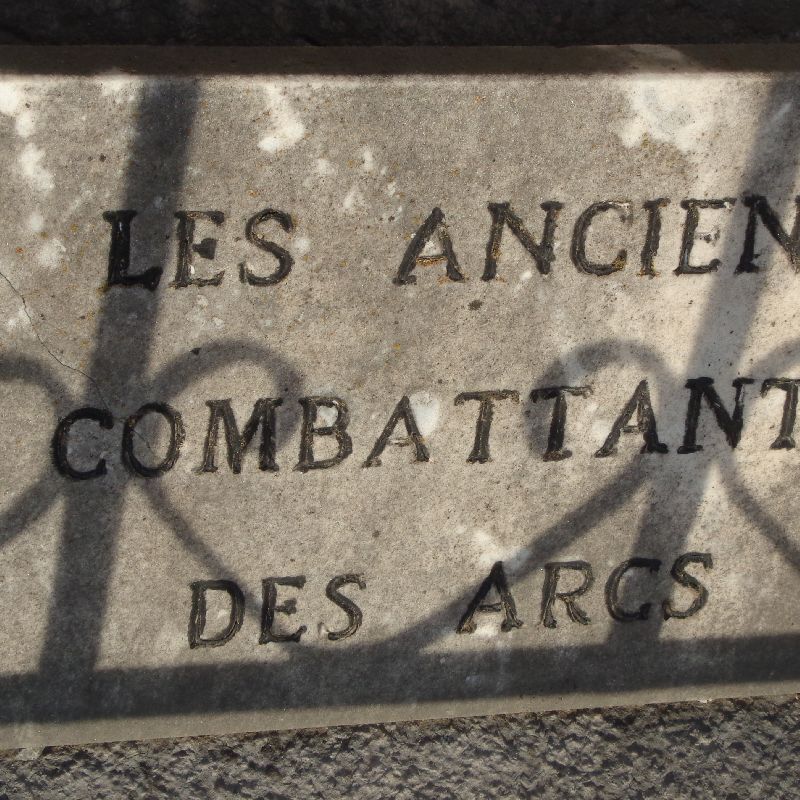 LES ANCIEN
COMBATTANT
DES ARCS